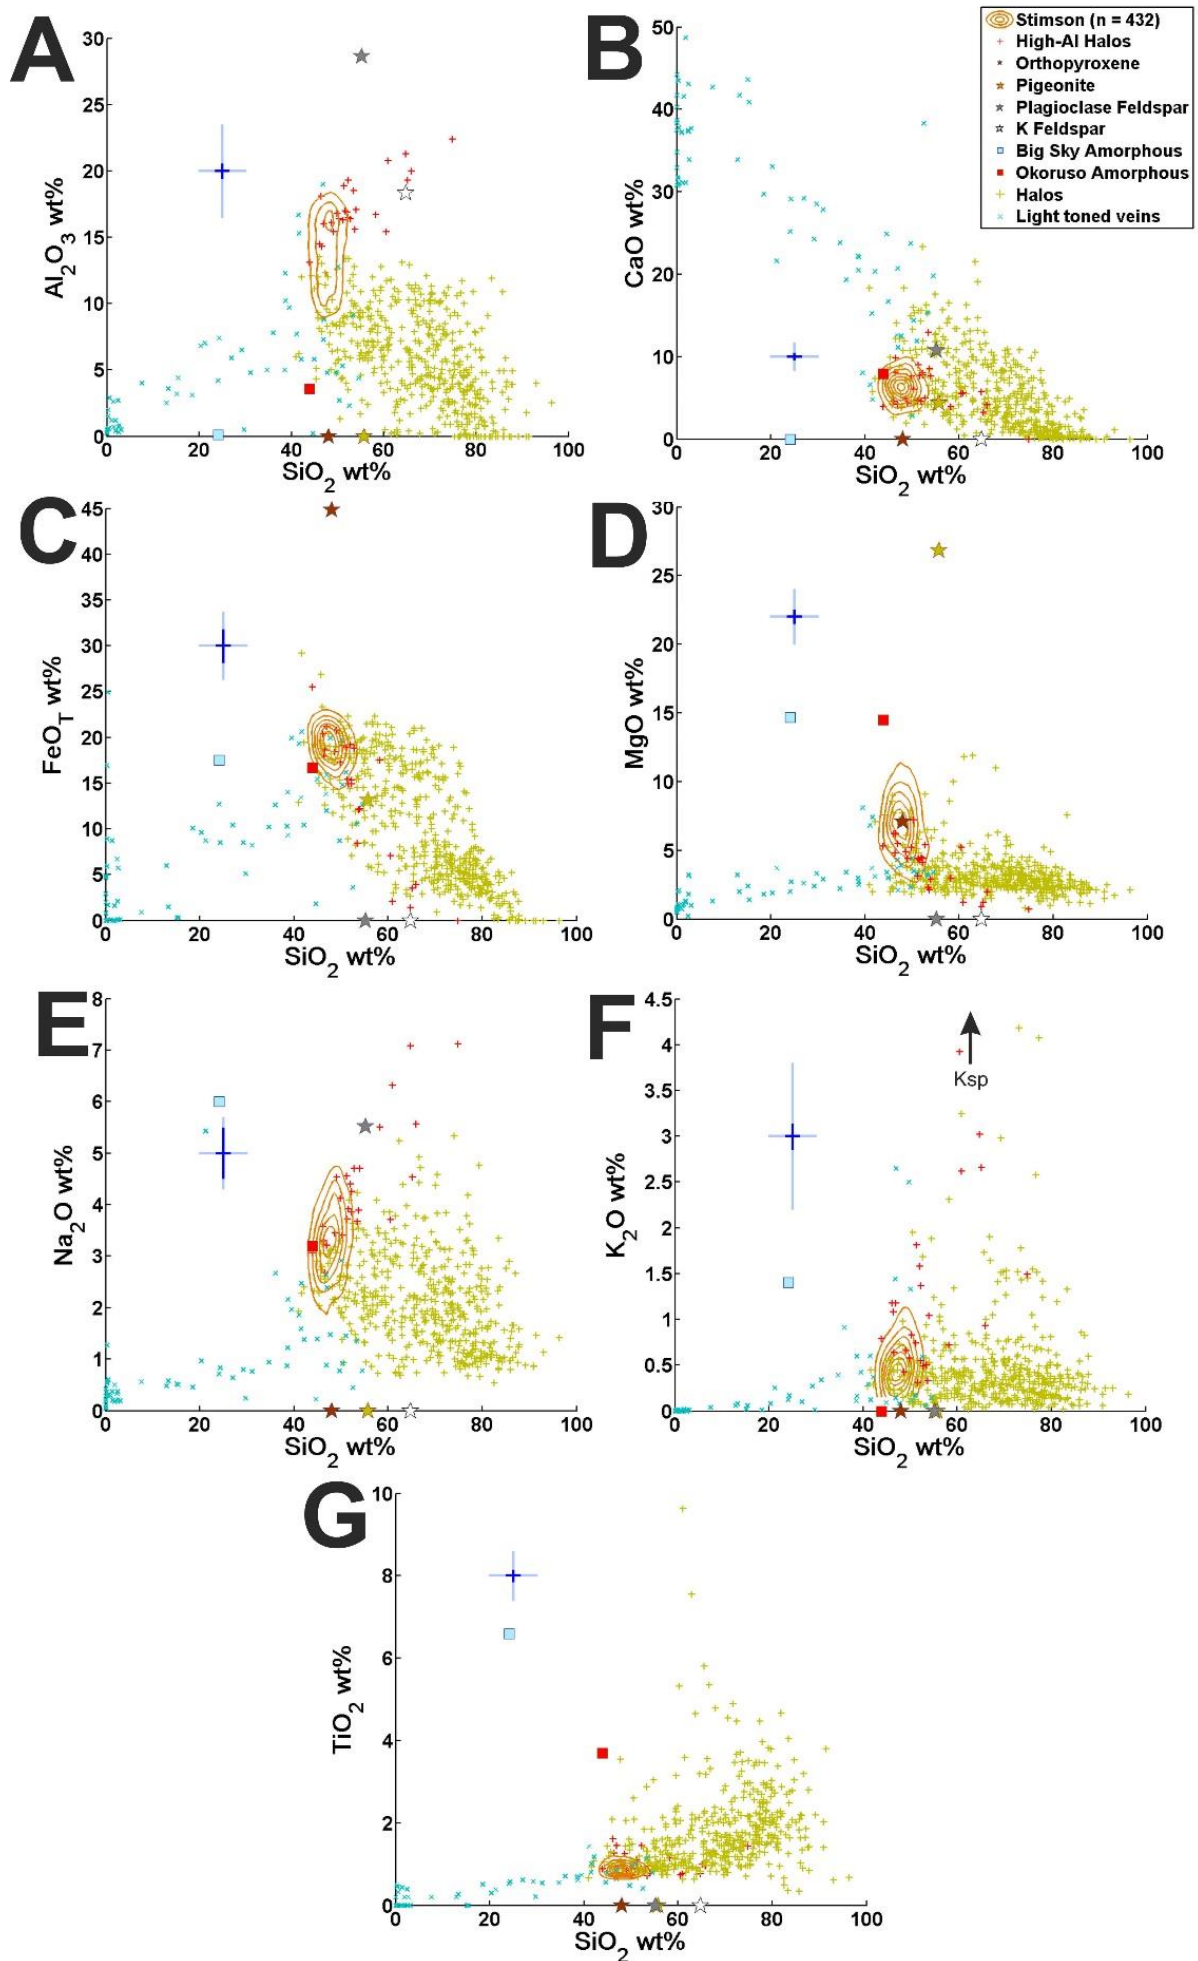 A
30
25
20
15
10
5
0
Al2O3 wt%
20 40 60 80 100
SiO2 wt%
B
50
40
30
20
10
0
CaO wt%
0 20 40 60 80 100
SiO2 wt%
Stimson (n = 432)
High-Al Halos
Orthopyroxene
Pigeonite
Plagioclase Feldspar
K Feldspar
Big Sky Amorphous
Okoruso Amorphous
Halos
Light toned veins
C
45
40
35
30
25
20
15
10
5
0
FeOT wt%
0 20 40 60 80 100
SiO2 wt%
D
30
25
20
15
10
5
0
MgO wt%
0 20 40 60 80 100
SiO2 wt%
E
8
7
6
5
4
3
2
1
0
Na2O wt%
0 20 40 60 80 100
SiO2 wt%
F
4.5
4
3.5
3
2.5
2
1.5
1
0.5
0
K2O wt%
Ksp
0 20 40 60 80 100
SiO2 wt%
G
10
8
6
4
2
0
TiO2 wt%
0 20 40 60 80 100
SiO2 wt%